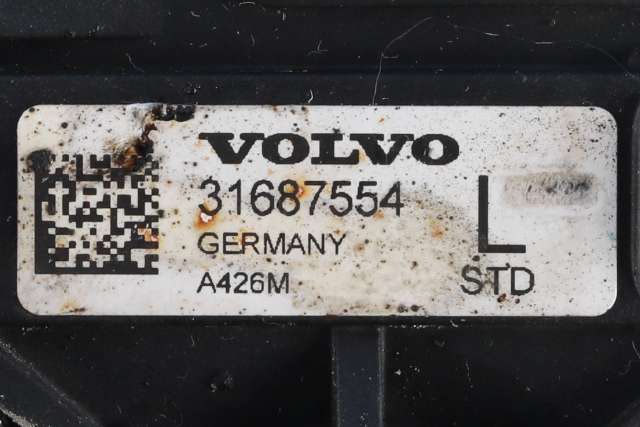 VOLVO
31687554
GERMANY
A426M
L
STD